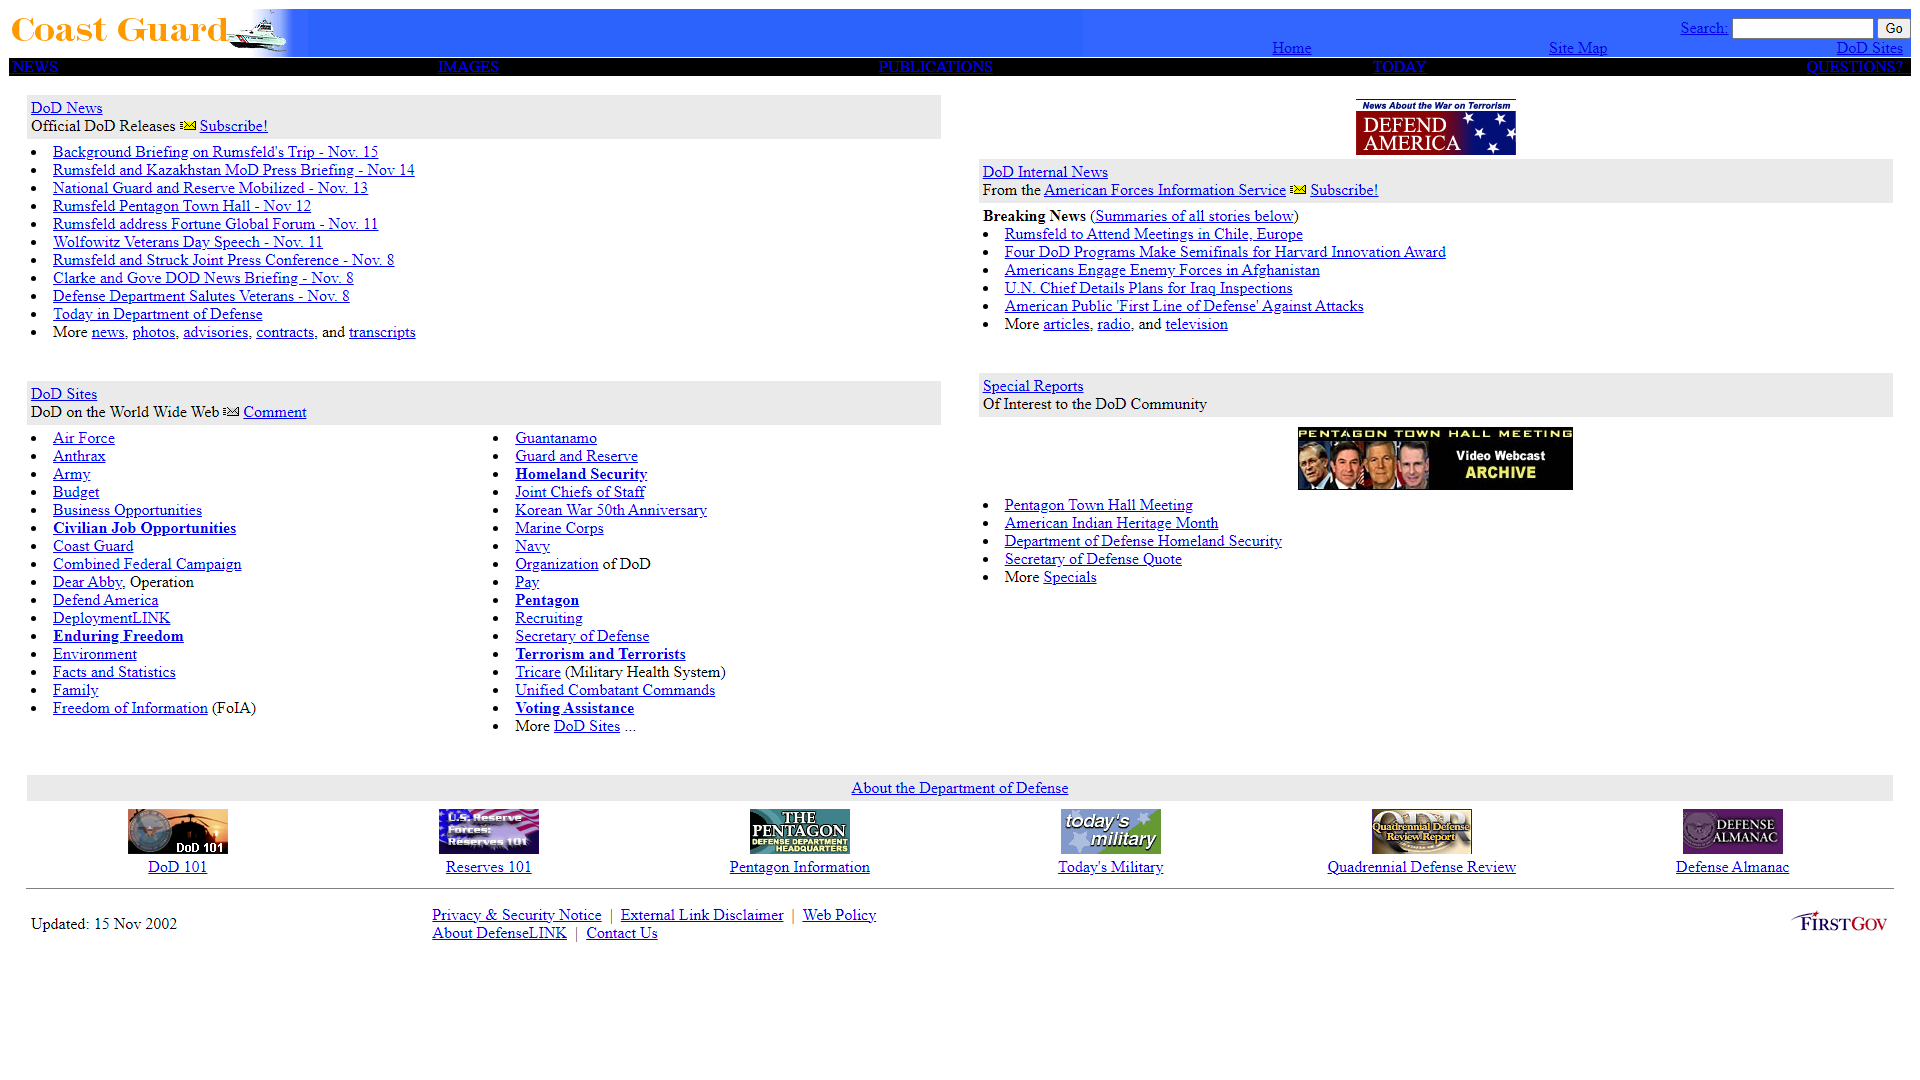 Coast Guard
Search: Go
Home Site Map DoD Sites
NEWS IMAGES PUBLICATIONS TODAY QUESTIONS?
DoD News
Official DoD Releases Subscribe!
Background Briefing on Rumsfeld's Trip - Nov. 15
Rumsfeld and Kazakhstan MoD Press Briefing - Nov 14
National Guard and Reserve Mobilized - Nov. 13
Rumsfeld Pentagon Town Hall - Nov 12
Rumsfeld address Fortune Global Forum - Nov. 11
Wolfowitz Veterans Day Speech - Nov. 11
Rumsfeld and Struck Joint Press Conference - Nov. 8
Clarke and Gove DOD News Briefing - Nov. 8
Defense Department Salutes Veterans - Nov. 8
Today in Department of Defense
More news, photos, advisories, contracts, and transcripts
News About the War on Terrorism
DEFEND
AMERICA
DoD Internal News
From the American Forces Information Service Subscribe!
Breaking News (Summaries of all stories below)
Rumsfeld to Attend Meetings in Chile, Europe
Four DoD Programs Make Semifinals for Harvard Innovation Award
Americans Engage Enemy Forces in Afghanistan
U.N. Chief Details Plans for Iraq Inspections
American Public 'First Line of Defense' Against Attacks
More articles, radio, and television
DoD Sites
DoD on the World Wide Web Comment
Air Force
Anthrax
Army
Budget
Business Opportunities
Civilian Job Opportunities
Coast Guard
Combined Federal Campaign
Dear Abby, Operation
Defend America
DeploymentLINK
Enduring Freedom
Environment
Facts and Statistics
Family
Freedom of Information (FoIA)
Guantanamo
Guard and Reserve
Homeland Security
Joint Chiefs of Staff
Korean War 50th Anniversary
Marine Corps
Navy
Organization of DoD
Pay
Pentagon
Recruiting
Secretary of Defense
Terrorism and Terrorists
Tricare (Military Health System)
Unified Combatant Commands
Voting Assistance
More DoD Sites ...
Special Reports
Of Interest to the DoD Community
PENTAGON TOWN HALL MEETING
Video Webcast
ARCHIVE
Pentagon Town Hall Meeting
American Indian Heritage Month
Department of Defense Homeland Security
Secretary of Defense Quote
More Specials
About the Department of Defense
DoD 101
DoD 101
U.S. Reserve
Forces:
Reserves 101
Reserves 101
THE
PENTAGON
DEFENSE DEPARTMENT
HEADQUARTERS
Pentagon Information
today's
military
Today's Military
QDR
Quadrennial Defense
Review Report
Quadrennial Defense Review
DEFENSE
ALMANAC
Defense Almanac
Updated: 15 Nov 2002
Privacy & Security Notice | External Link Disclaimer | Web Policy
About DefenseLINK | Contact Us
FIRSTGOV